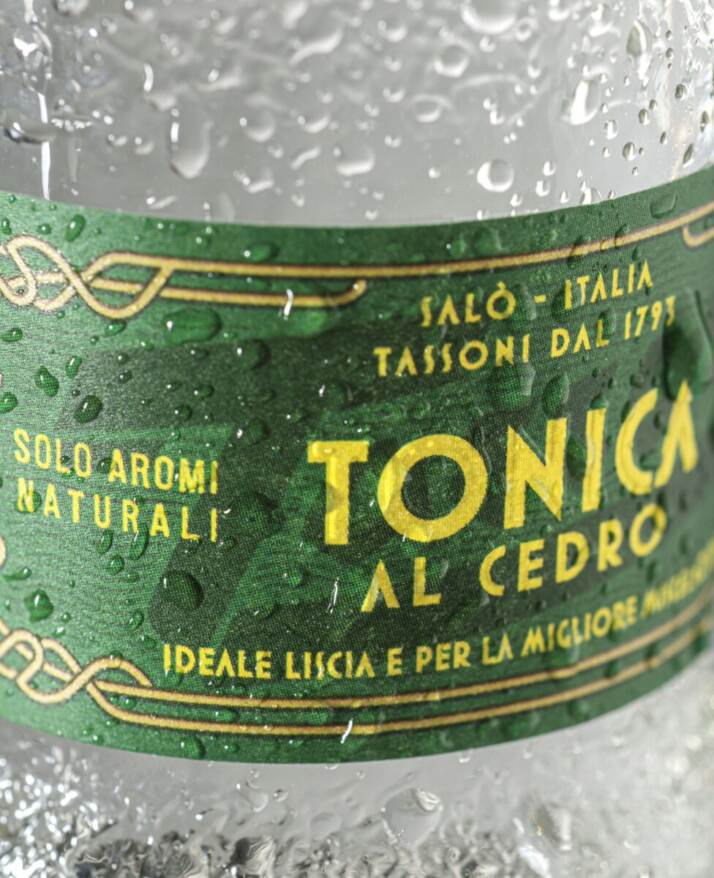 SALÒ - ITALIA
TASSONI DAL 1793
SOLO AROMI
NATURALI
TONICA
AL CEDRO
IDEALE LISCIA E PER LA MIGLIORE